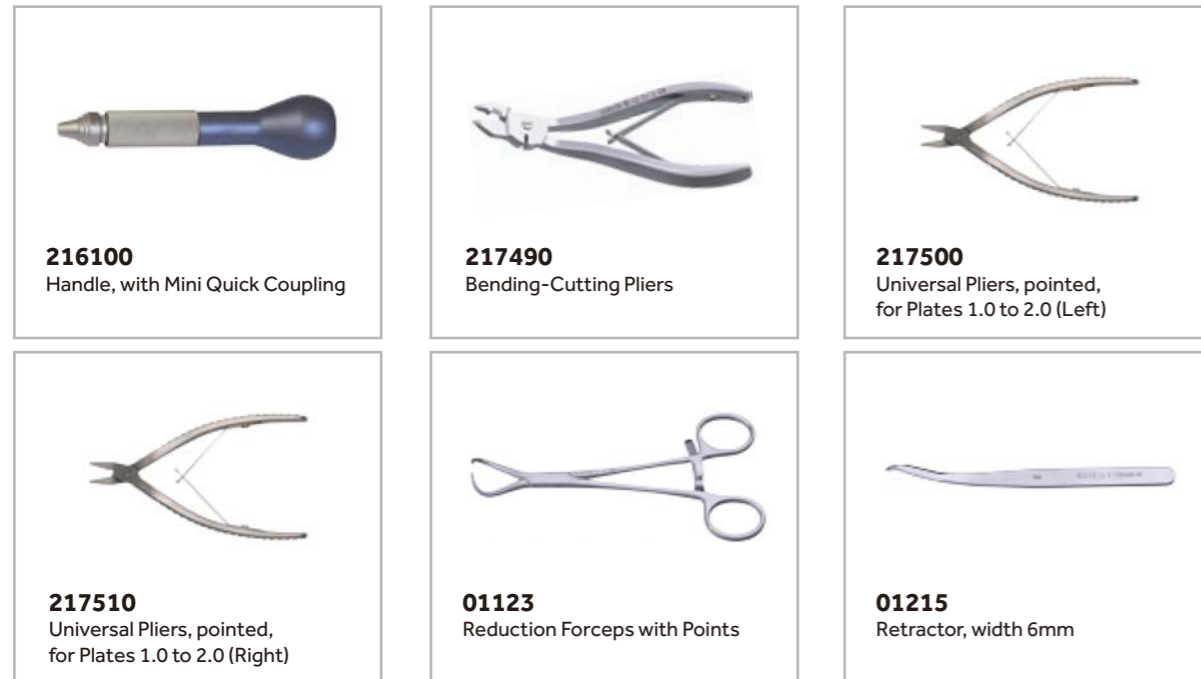 216100
Handle, with Mini Quick Coupling
217490
Bending-Cutting Pliers
217500
Universal Pliers, pointed,
for Plates 1.0 to 2.0 (Left)
217510
Universal Pliers, pointed,
for Plates 1.0 to 2.0 (Right)
01123
Reduction Forceps with Points
01215
Retractor, width 6mm